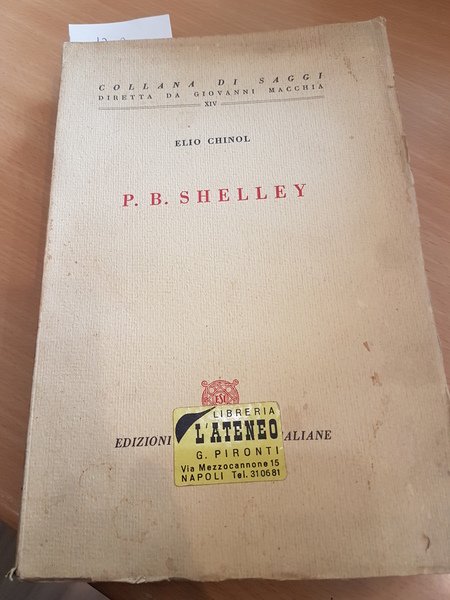 COLLANA DI SAGGI
DIRETTA DA GIOVANNI MACCHIA
XIV
ELIO CHINOL
P. B. SHELLEY
ESI
EDIZIONI ALIANE
LIBRERIA
L'ATENEO
G. PIRONTI
Via Mezzocannone 15
NAPOLI Tel. 310681